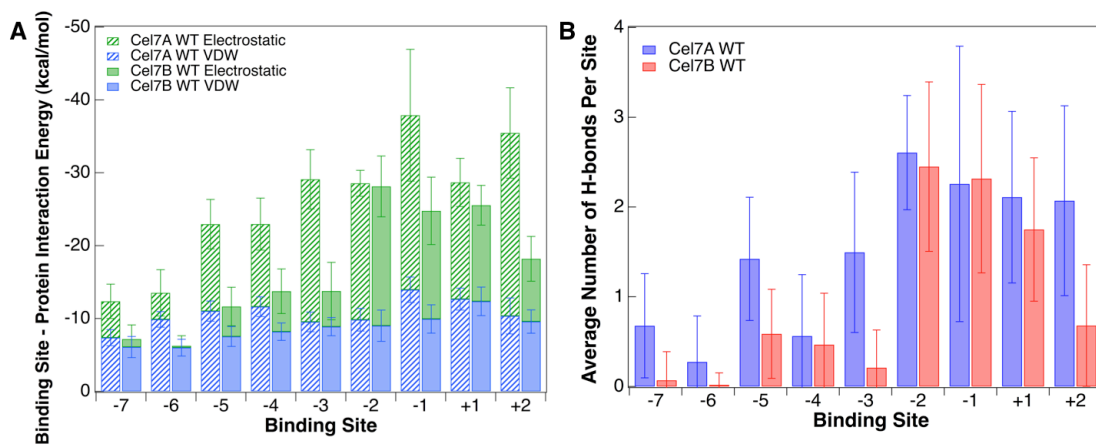 A
Binding Site - Protein Interaction Energy (kcal/mol)
-50
-40
-30
-20
-10
0
Cel7A WT Electrostatic
Cel7A WT VDW
Cel7B WT Electrostatic
Cel7B WT VDW
-7 -6 -5 -4 -3 -2 -1 +1 +2
Binding Site
B
Average Number of H-bonds Per Site
4
3
2
1
0
Cel7A WT
Cel7B WT
-7 -6 -5 -4 -3 -2 -1 +1 +2
Binding Site